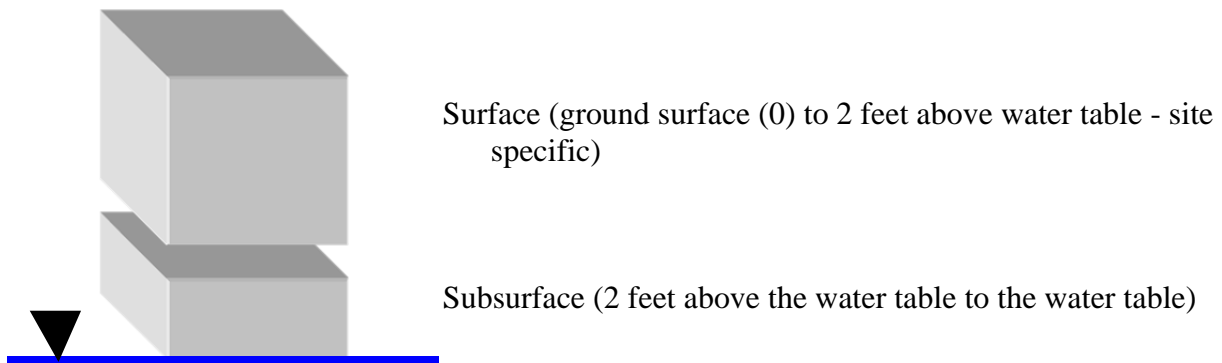 Surface (ground surface (0) to 2 feet above water table - site
specific)
Subsurface (2 feet above the water table to the water table)